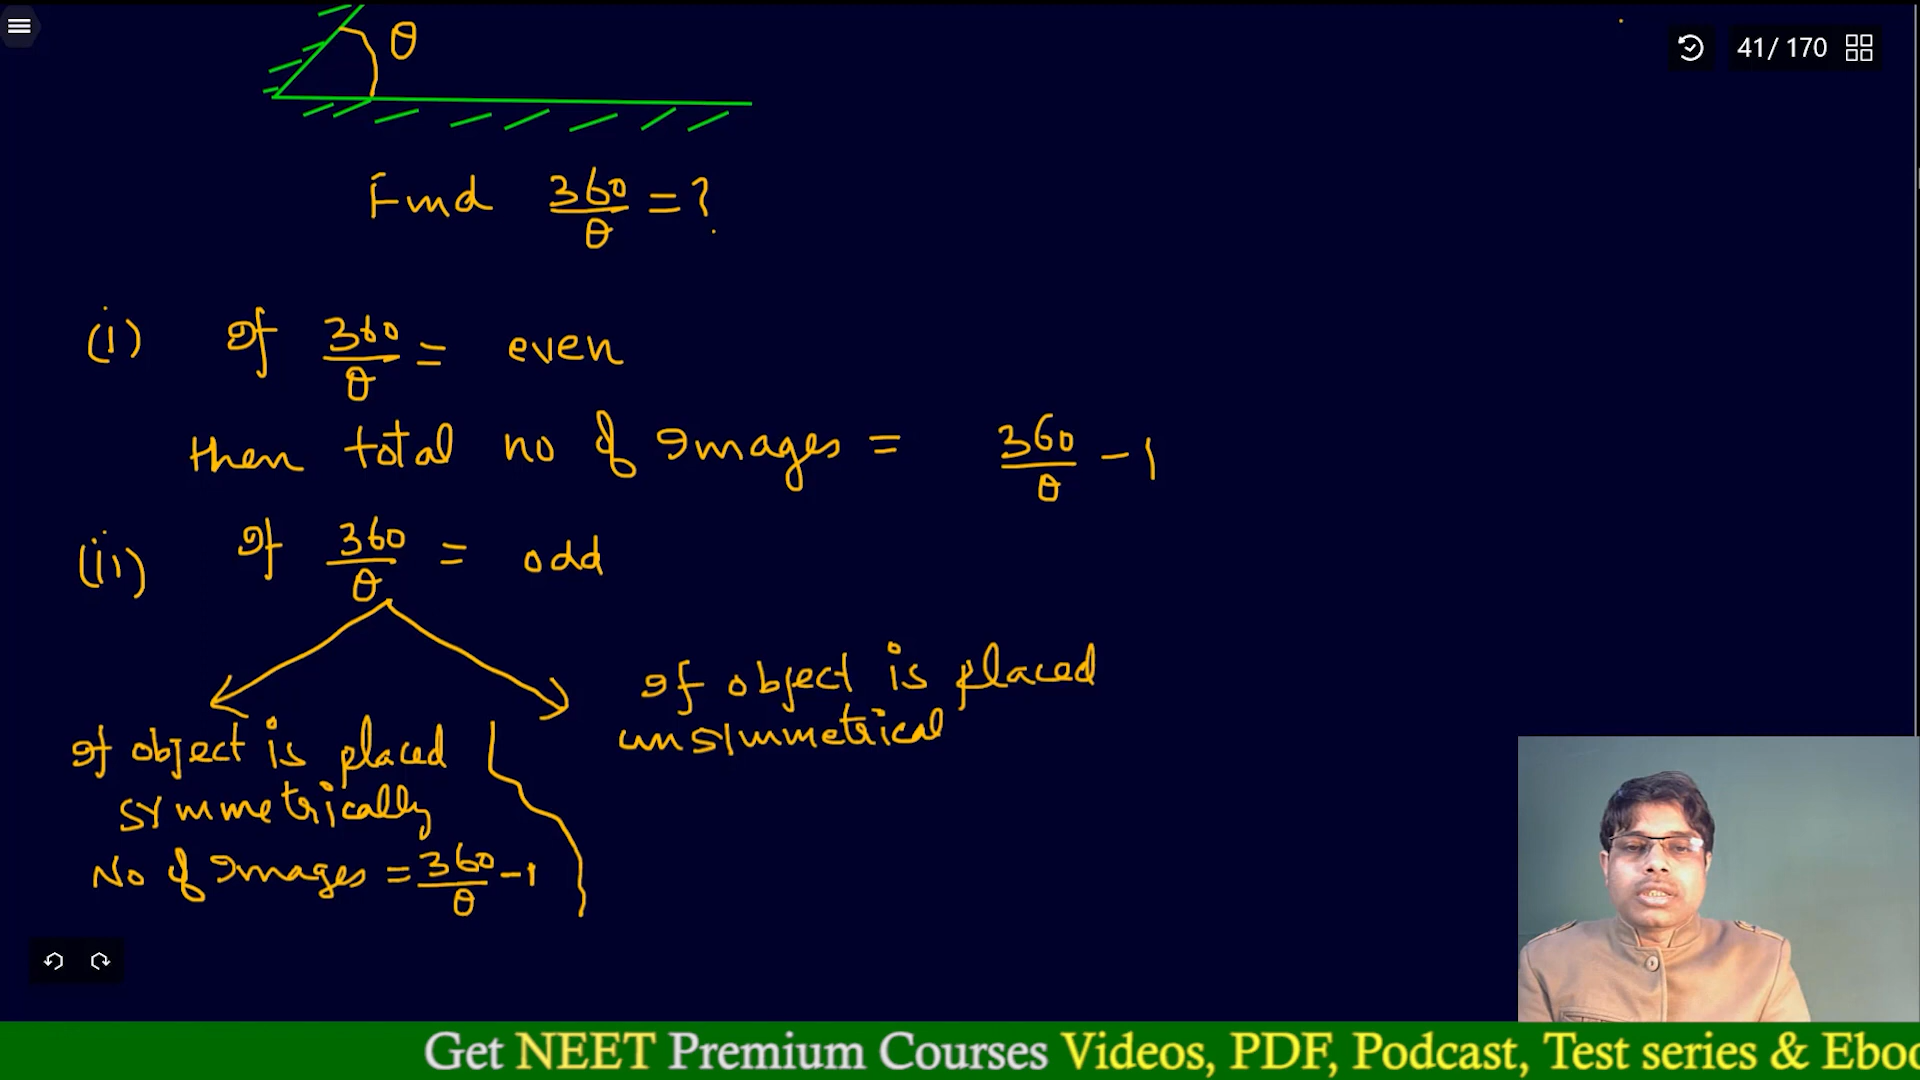 41/ 170
θ
Find 360/θ = ?
(i) If 360/θ = even
then total no of Images = 360/θ - 1
(ii) If 360/θ = odd
If object is placed
unsymmetrical
If object is placed
symmetrically
No of Images = 360/θ - 1
Get NEET Premium Courses Videos, PDF, Podcast, Test series & Eboo